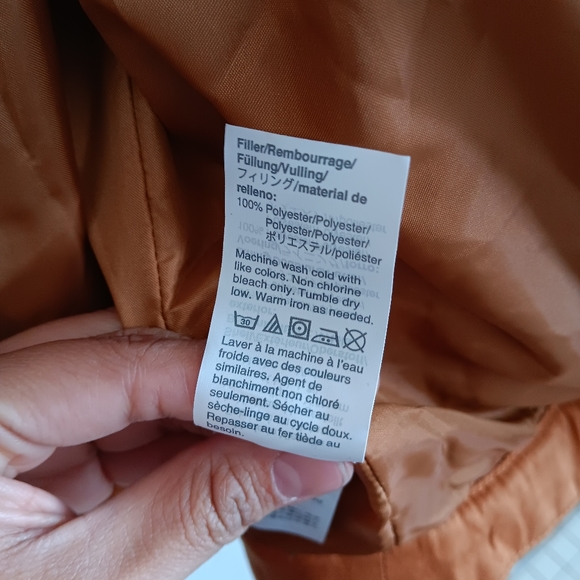 Filler/Rembourrage/
Füllung/Vulling/
フィリング/material de
relleno:
100% Polyester/Polyester/
Polyester/Polyester/
ポリエステル/poliéster
Machine wash cold with
like colors. Non chlorine
bleach only. Tumble dry
low. Warm iron as needed.
30
Laver à la machine à l'eau
froide avec des couleurs
similaires. Agent de
blanchiment non chloré
seulement. Sécher au
sèche-linge au cycle doux.
Repasser au fer tiède au
besoin.